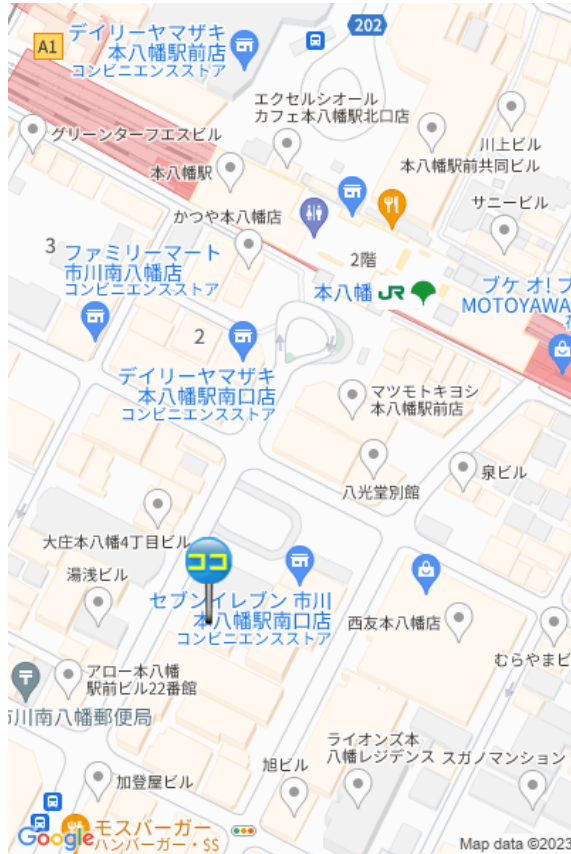 デイリーヤマザキ
本八幡駅前店
コンビニエンスストア
202
A1
エクセルシオール
カフェ本八幡駅北口店
グリーンターフエスビル
川上ビル
本八幡駅前共同ビル
本八幡駅
サニービル
かつや本八幡店
3
ファミリーマート
市川南八幡店
コンビニエンスストア
2階
本八幡 JR
ブケ オ! フ
MOTOYAWA
2
デイリーヤマザキ
本八幡駅南口店
コンビニエンスストア
マツモトキヨシ
本八幡駅前店
八光堂別館
泉ビル
大庄本八幡4丁目ビル
ココ
湯浅ビル
セブンイレブン 市川
本八幡駅南口店
コンビニエンスストア
西友本八幡店
むらやまビ
アロー本八幡
駅前ビル22番館
市川南八幡郵便局
ライオンズ本
八幡レジデンス
スガノマンション
旭ビル
加登屋ビル
モスバーガー
ハンバーガー・$$
Google
Map data ©2023